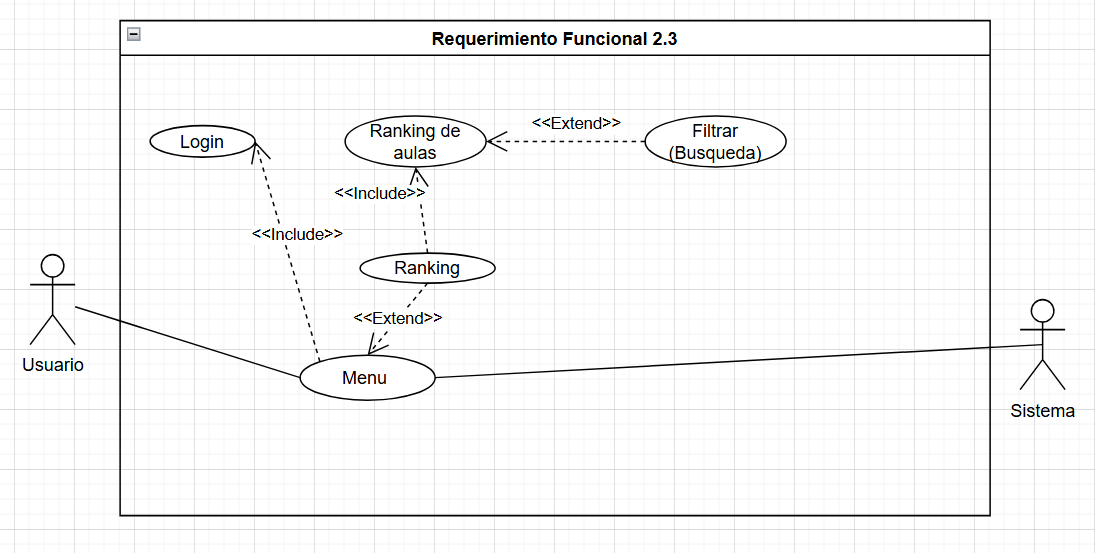 Requerimiento Funcional 2.3
Login
Ranking de
aulas
<<Extend>>
Filtrar
(Busqueda)
<<Include>>
<<Include>>
Ranking
<<Extend>>
Menu
Usuario
Sistema